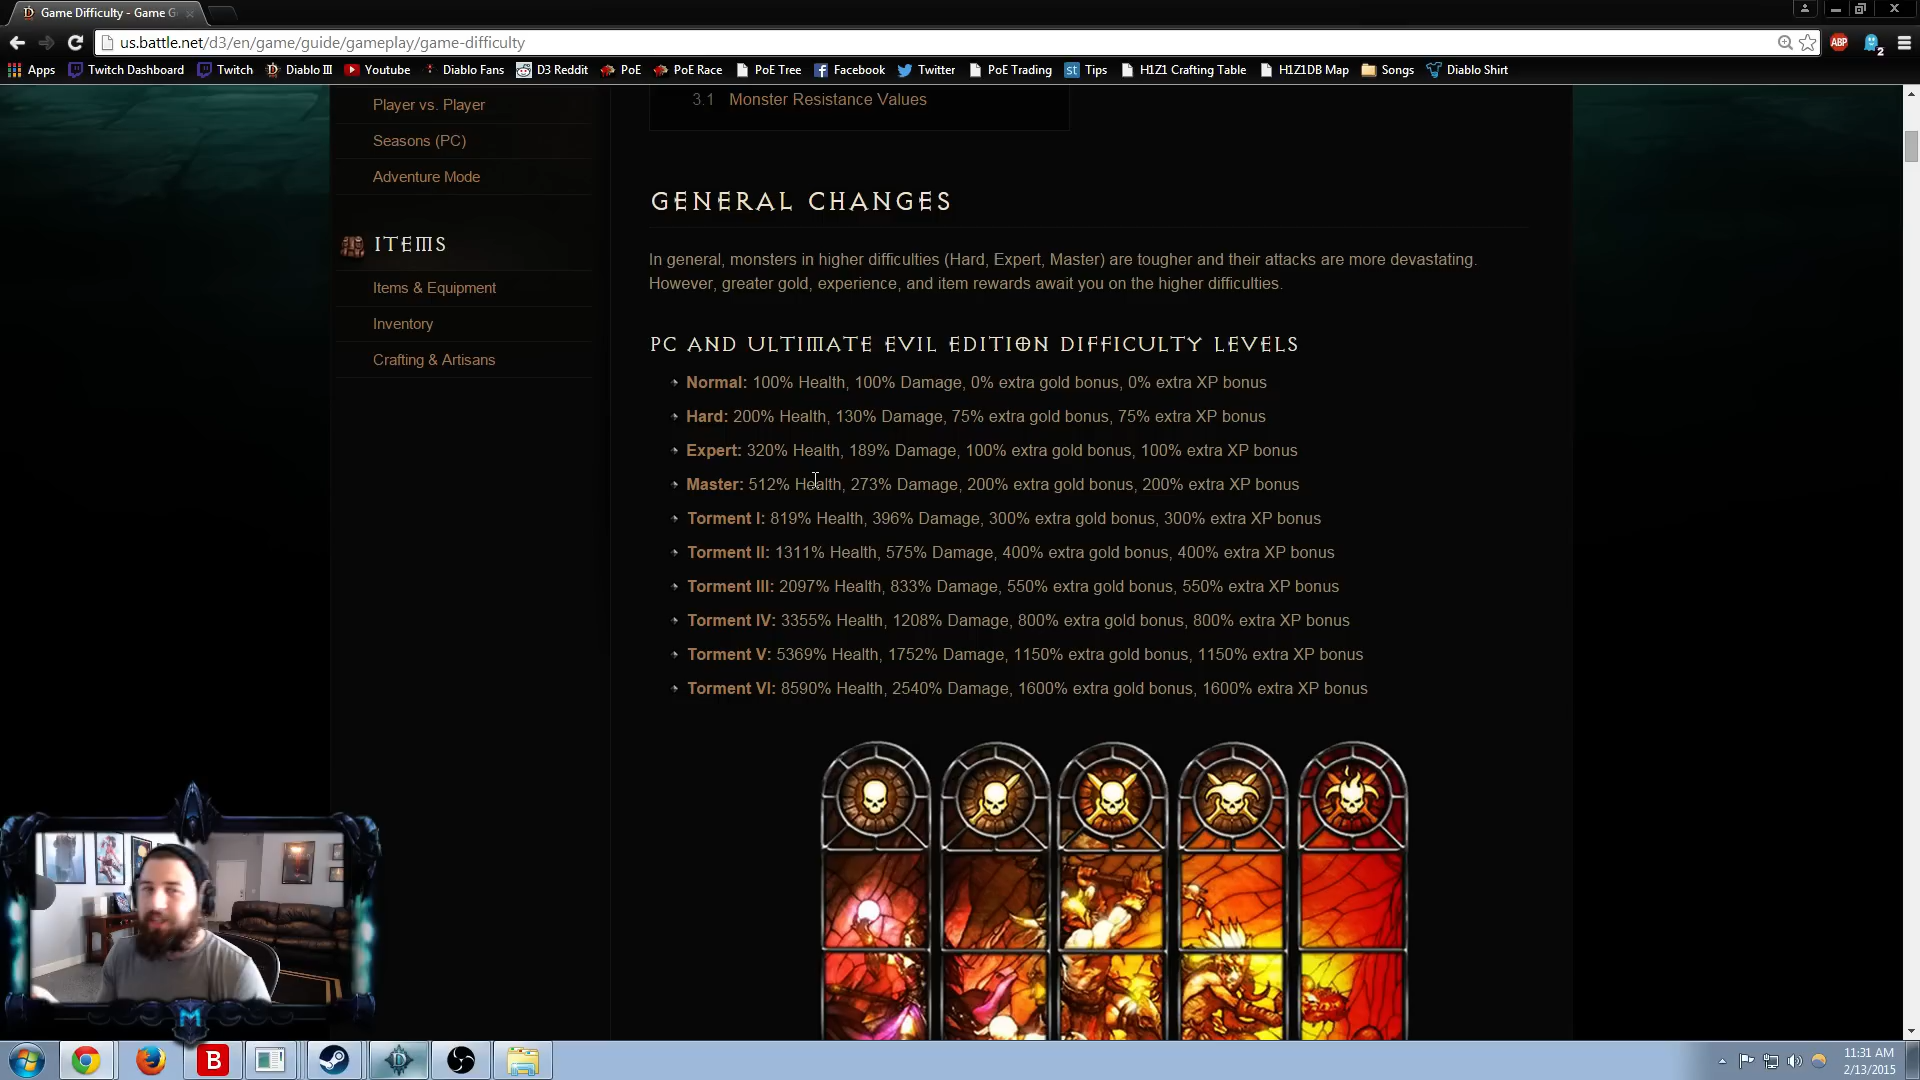 Game Difficulty - Game G
us.battle.net/d3/en/game/guide/gameplay/game-difficulty
ABP
2
Apps Twitch Dashboard Twitch Diablo III Youtube Diablo Fans D3 Reddit PoE PoE Race PoE Tree Facebook Twitter PoE Trading st Tips H1Z1 Crafting Table H1Z1DB Map Songs Diablo Shirt
Player vs. Player
Seasons (PC)
Adventure Mode
ITEMS
Items & Equipment
Inventory
Crafting & Artisans
3.1 Monster Resistance Values
GENERAL CHANGES
In general, monsters in higher difficulties (Hard, Expert, Master) are tougher and their attacks are more devastating.
However, greater gold, experience, and item rewards await you on the higher difficulties.
PC AND ULTIMATE EVIL EDITION DIFFICULTY LEVELS
Normal: 100% Health, 100% Damage, 0% extra gold bonus, 0% extra XP bonus
Hard: 200% Health, 130% Damage, 75% extra gold bonus, 75% extra XP bonus
Expert: 320% Health, 189% Damage, 100% extra gold bonus, 100% extra XP bonus
Master: 512% Health, 273% Damage, 200% extra gold bonus, 200% extra XP bonus
Torment I: 819% Health, 396% Damage, 300% extra gold bonus, 300% extra XP bonus
Torment II: 1311% Health, 575% Damage, 400% extra gold bonus, 400% extra XP bonus
Torment III: 2097% Health, 833% Damage, 550% extra gold bonus, 550% extra XP bonus
Torment IV: 3355% Health, 1208% Damage, 800% extra gold bonus, 800% extra XP bonus
Torment V: 5369% Health, 1752% Damage, 1150% extra gold bonus, 1150% extra XP bonus
Torment VI: 8590% Health, 2540% Damage, 1600% extra gold bonus, 1600% extra XP bonus
M
B
11:31 AM
2/13/2015